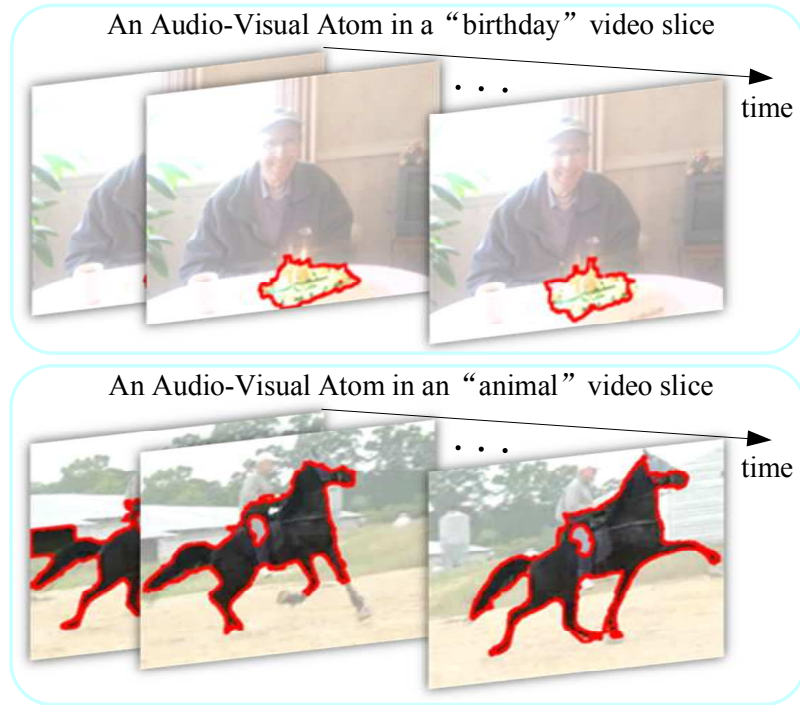 An Audio-Visual Atom in a “birthday” video slice
. . .
time
An Audio-Visual Atom in an “animal” video slice
. . .
time